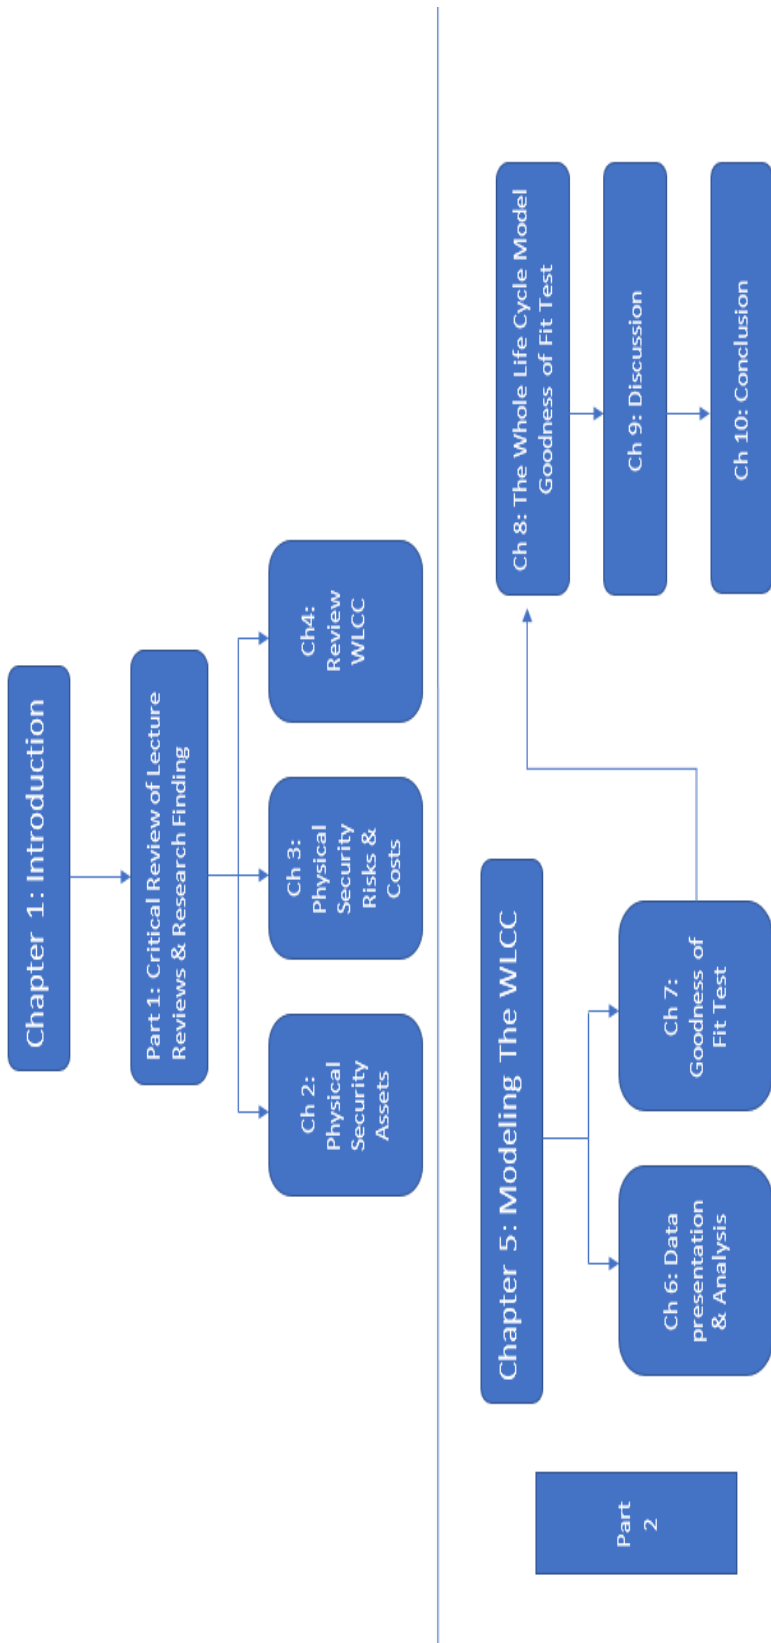 Chapter 1: Introduction
Part 1: Critical Review of Lecture
Reviews & Research Finding
Ch 2:
Physical
Security
Assets
Ch 3:
Physical
Security
Risks &
Costs
Ch4:
Review
WLCC
Part
2
Chapter 5: Modeling The WLCC
Ch 6: Data
presentation
& Analysis
Ch 7:
Goodness of
Fit Test
Ch 8: The Whole Life Cycle Model
Goodness of Fit Test
Ch 9: Discussion
Ch 10: Conclusion